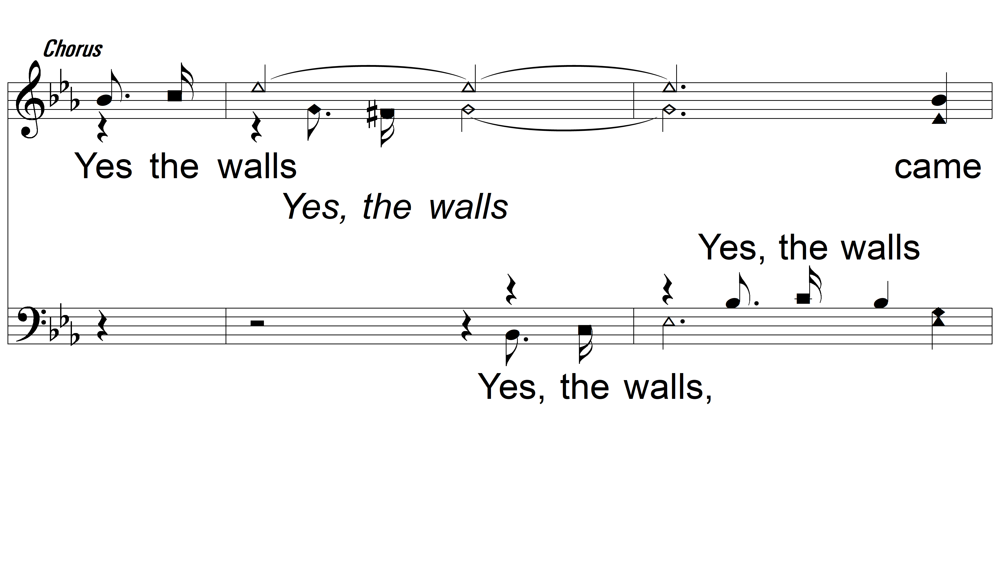 Chorus
Yes the walls came
Yes, the walls
Yes, the walls
Yes, the walls,